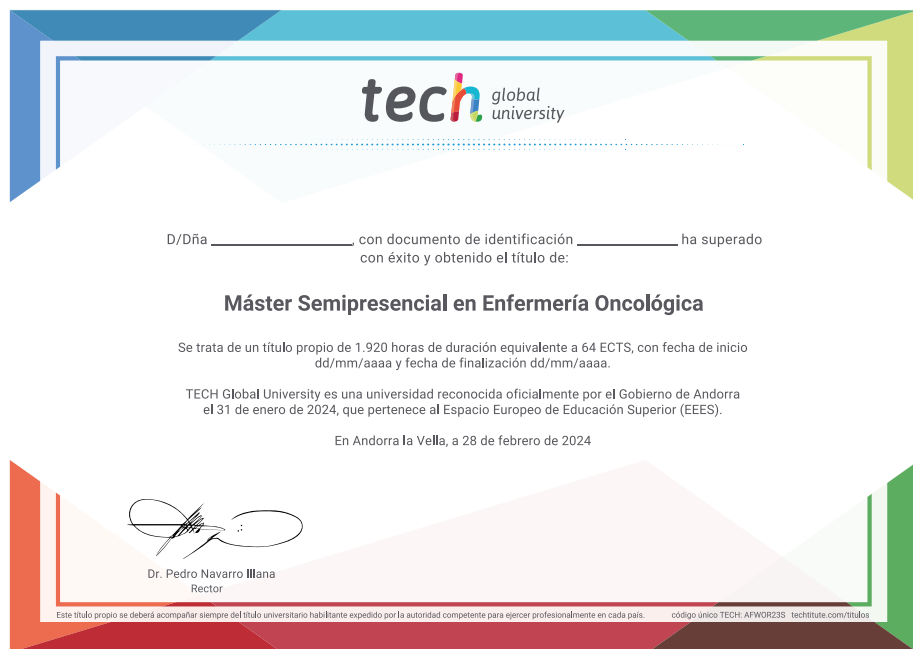 tech global
university
D/Dña ______________, con documento de identificación ____________ ha superado
con éxito y obtenido el título de:
Máster Semipresencial en Enfermería Oncológica
Se trata de un título propio de 1.920 horas de duración equivalente a 64 ECTS, con fecha de inicio
dd/mm/aaaa y fecha de finalización dd/mm/aaaa.
TECH Global University es una universidad reconocida oficialmente por el Gobierno de Andorra
el 31 de enero de 2024, que pertenece al Espacio Europeo de Educación Superior (EEES).
En Andorra la Vella, a 28 de febrero de 2024
Dr. Pedro Navarro Illana
Rector
Este título propio se deberá acompañar siempre del título universitario habilitante expedido por la autoridad competente para ejercer profesionalmente en cada país. código único TECH: AFWOR23S techtitute.com/titulos